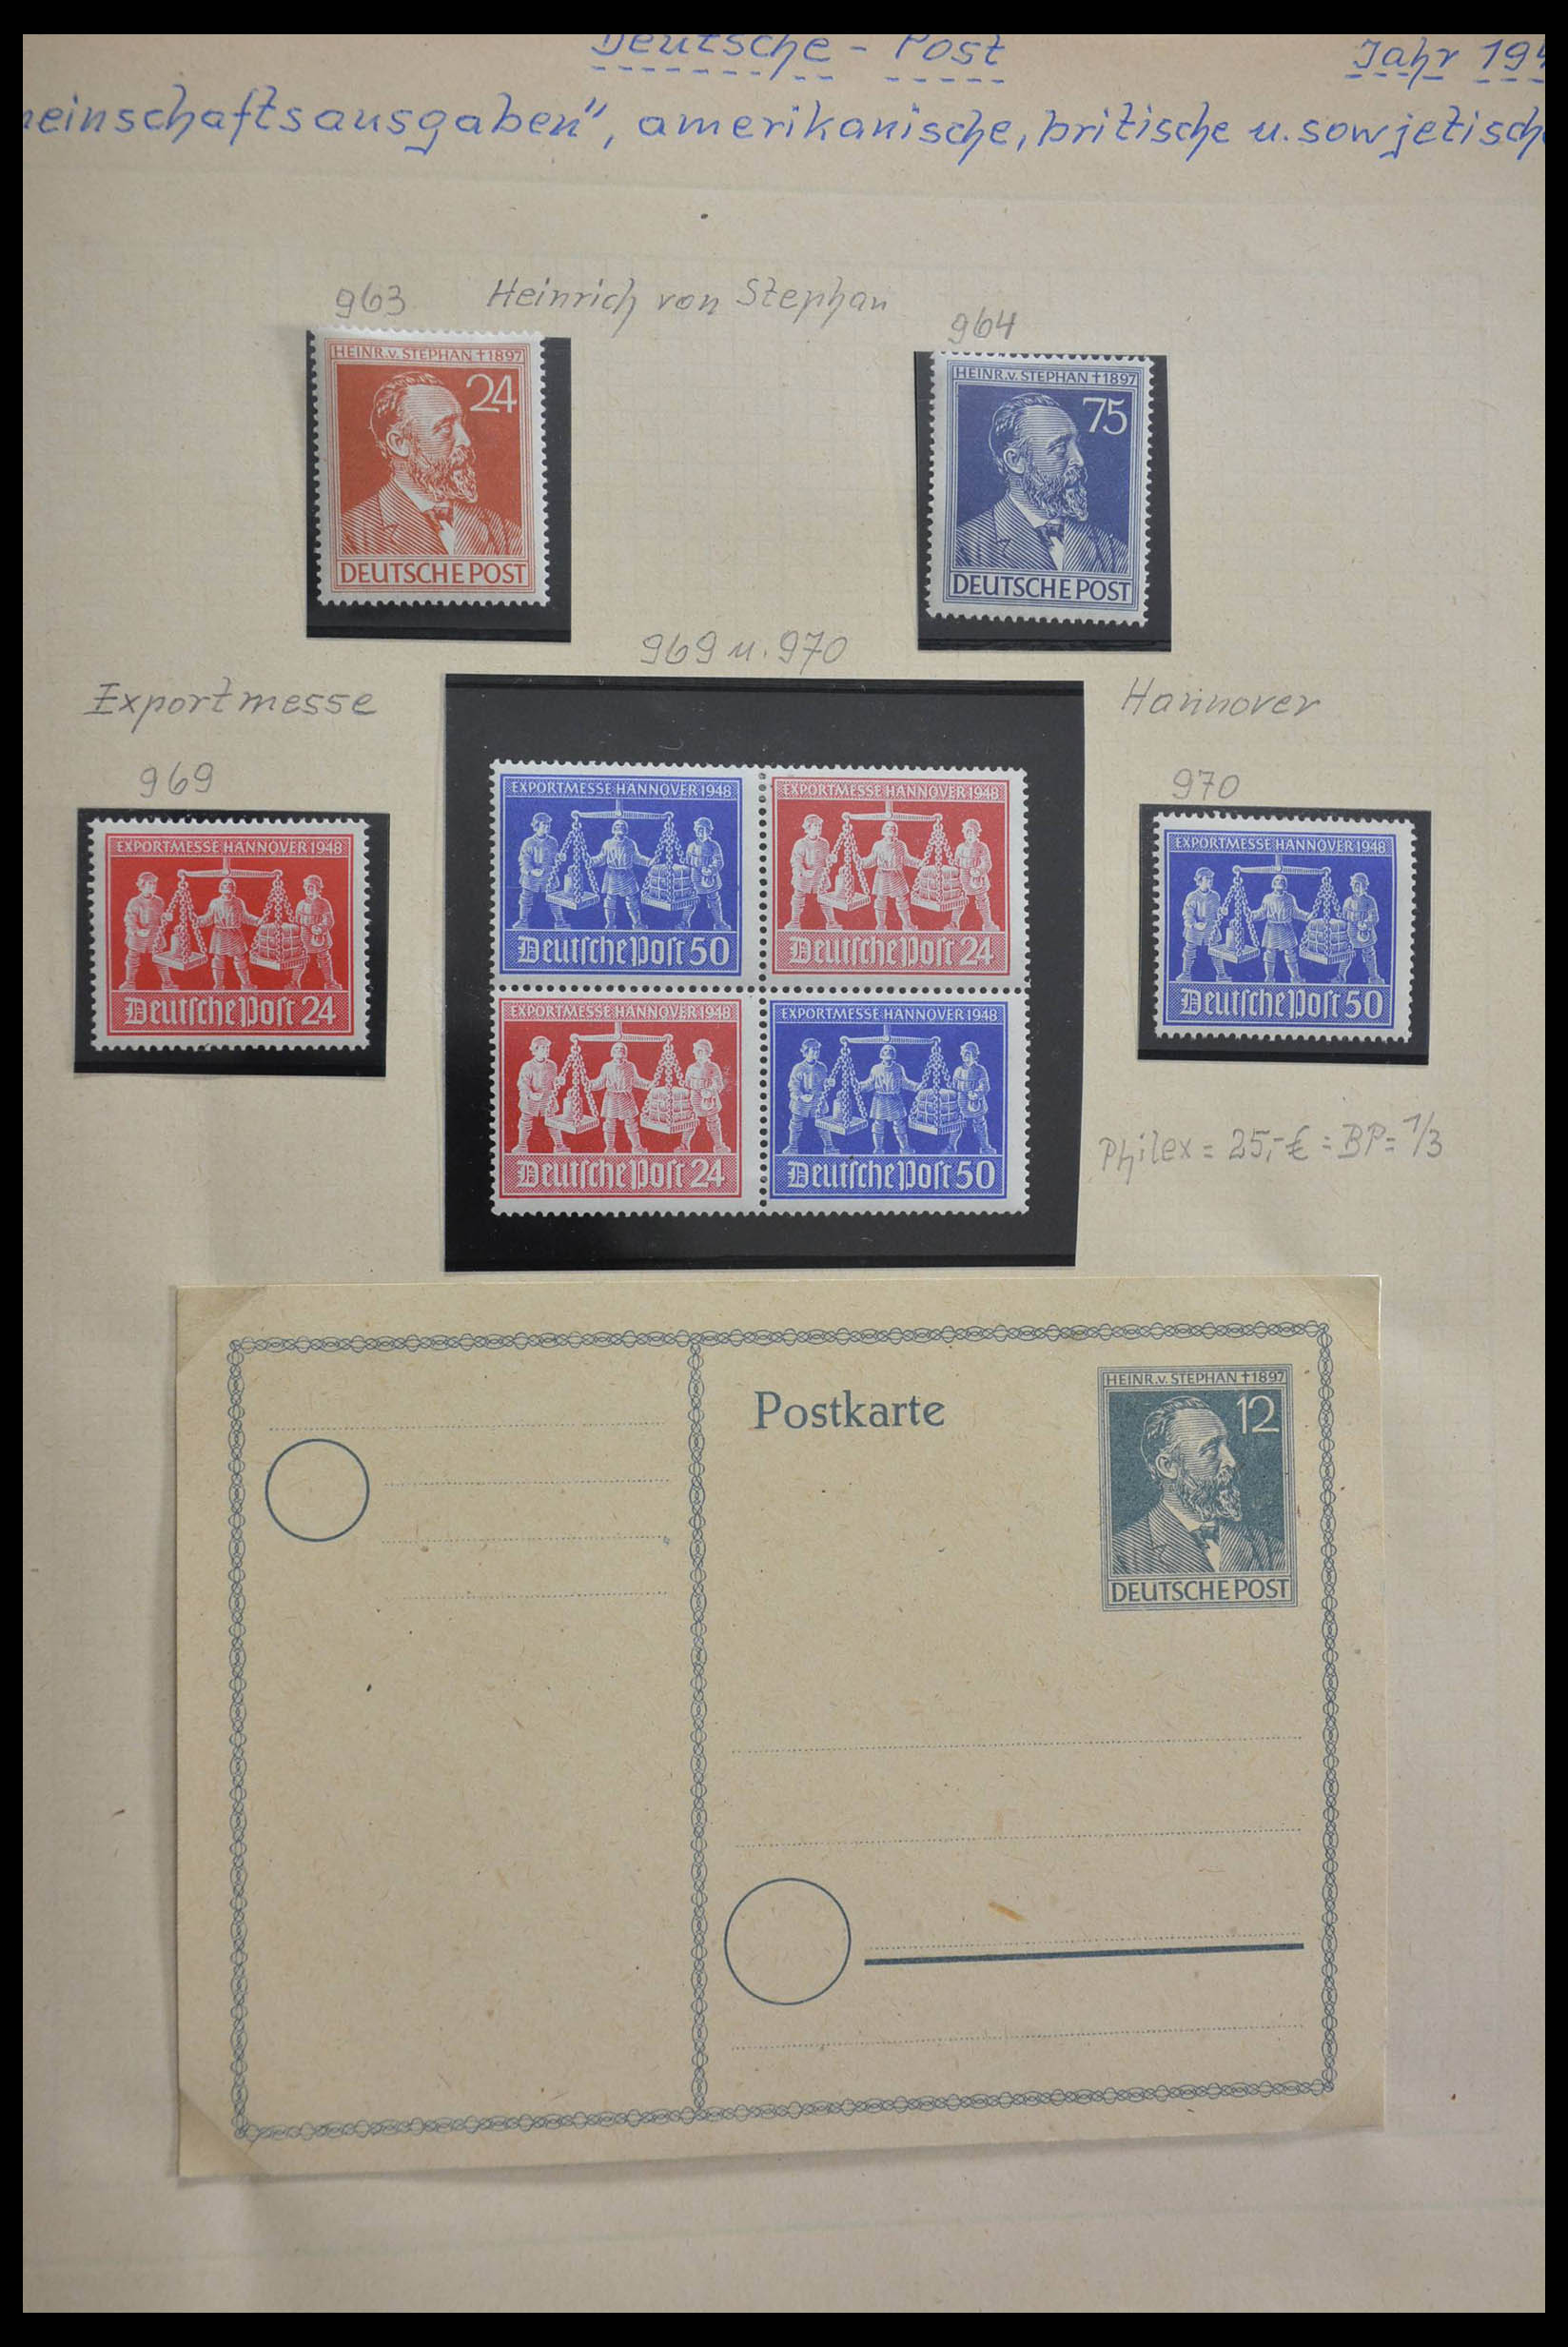 Deutsche - Post
Jahr 194
einschaftsausgaben", amerikanische, britische u. sowjetisch
963
Heinrich von Stephan
964
HEINR.v.STEPHAN †1897
24
DEUTSCHE POST
HEINR.v.STEPHAN †1897
75
DEUTSCHE POST
969 u. 970
Exportmesse
Hannover
969
970
EXPORTMESSE HANNOVER 1948
Deutsche Post 24
EXPORTMESSE HANNOVER 1948
Deutsche Post 50
EXPORTMESSE HANNOVER 1948
Deutsche Post 24
EXPORTMESSE HANNOVER 1948
Deutsche Post 24
EXPORTMESSE HANNOVER 1948
Deutsche Post 50
EXPORTMESSE HANNOVER 1948
Deutsche Post 50
Philex = 25,-€ = BP = 1/3
Postkarte
HEINR.v.STEPHAN †1897
12
DEUTSCHE POST